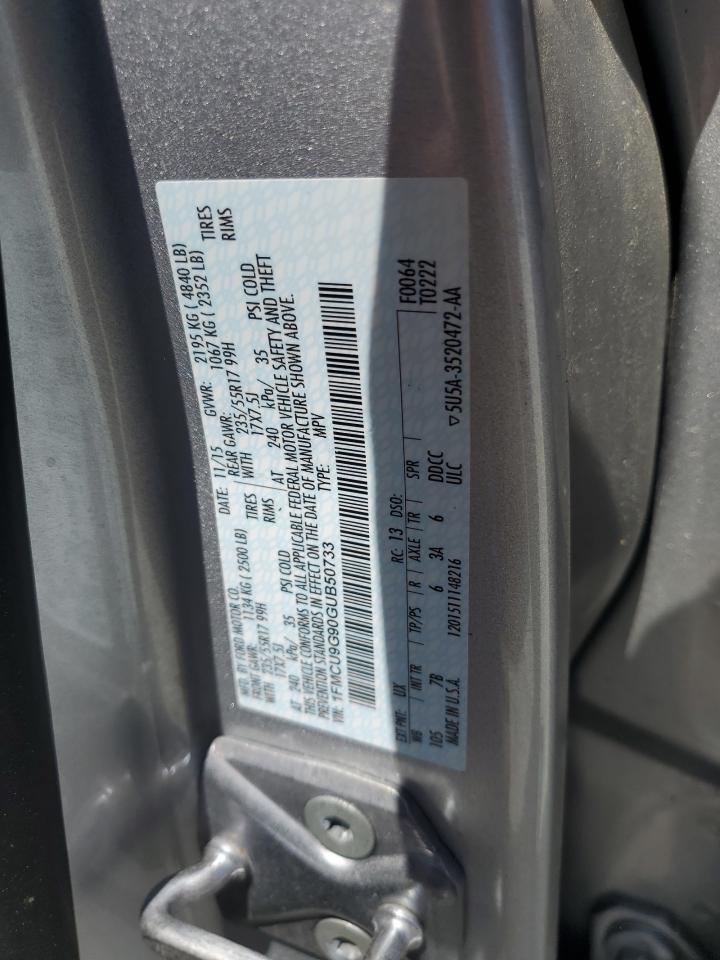 MFD. BY FORD MOTOR CO.
DATE: 11/15 GVWR: 2195 KG ( 4840 LB)
FRONT GAWR: 1134 KG ( 2500 LB) REAR GAWR: 1067 KG ( 2352 LB)
WITH 235/55R17 99H TIRES WITH 235/55R17 99H TIRES
17X7.5J RIMS 17X7.5J RIMS
AT 240 kPa/ 35 PSI COLD AT 240 kPa/ 35 PSI COLD
THIS VEHICLE CONFORMS TO ALL APPLICABLE FEDERAL MOTOR VEHICLE SAFETY AND THEFT
PREVENTION STANDARDS IN EFFECT ON THE DATE OF MANUFACTURE SHOWN ABOVE.
VIN: 1FMCU9G90GUB50733 TYPE: MPV
EXT PNT: UX RC: 13 DSO: F0064
WB INT TR TP/PS R AXLE TR SPR T0222
105 7B 6 3A 6 DDCC
MADE IN U.S.A. 1201511148216 ULC
▽5U5A-3520472-AA